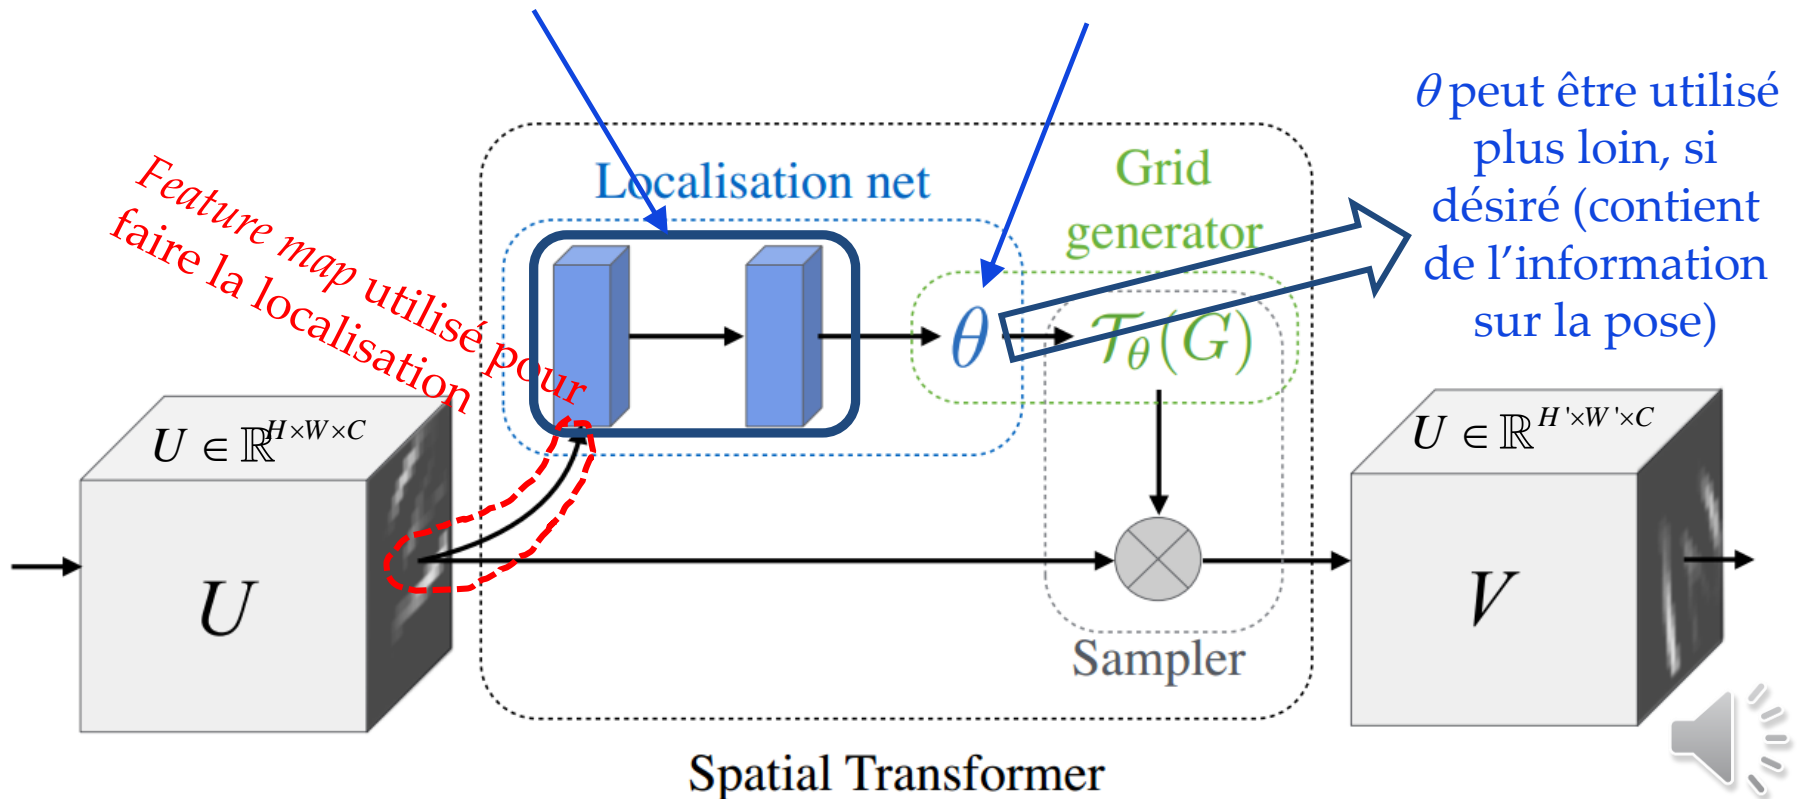 θ peut être utilisé
plus loin, si
désiré (contient
de l'information
sur la pose)
Feature map utilisé pour
faire la localisation
Localisation net
Grid
generator
θ
𝒯θ(G)
U ∈ ℝ^{H×W×C}
U
U ∈ ℝ^{H'×W'×C}
V
Sampler
Spatial Transformer